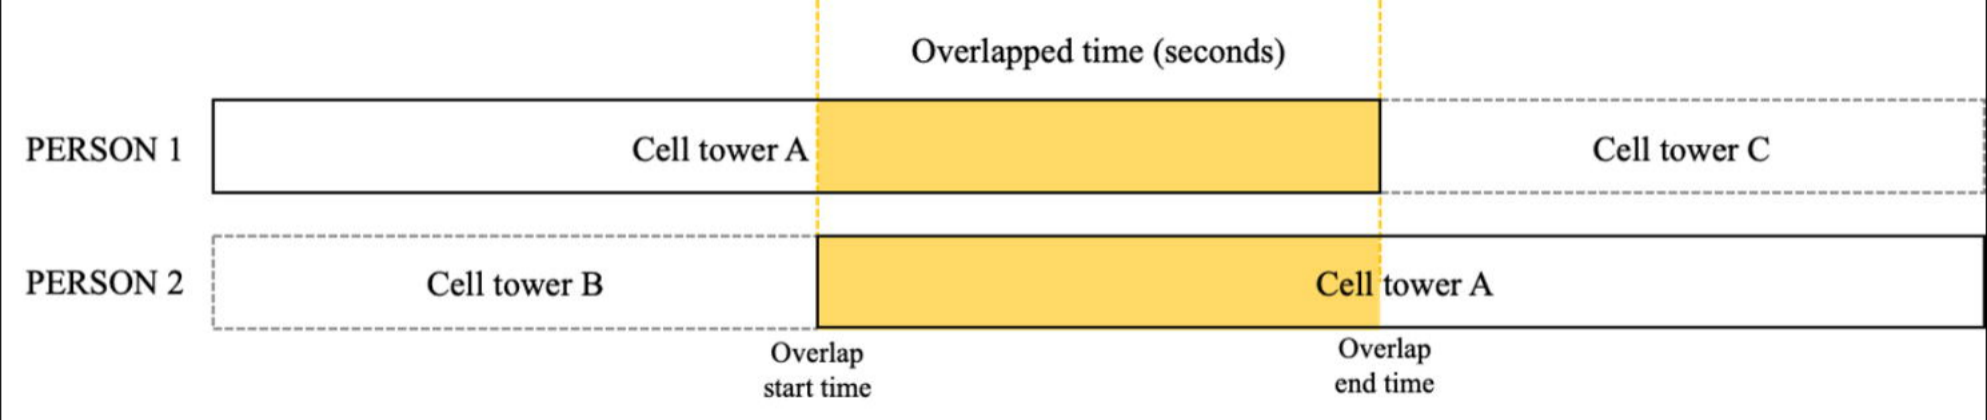 Overlapped time (seconds)
PERSON 1
Cell tower A
Cell tower C
PERSON 2
Cell tower B
Cell tower A
Overlap
start time
Overlap
end time